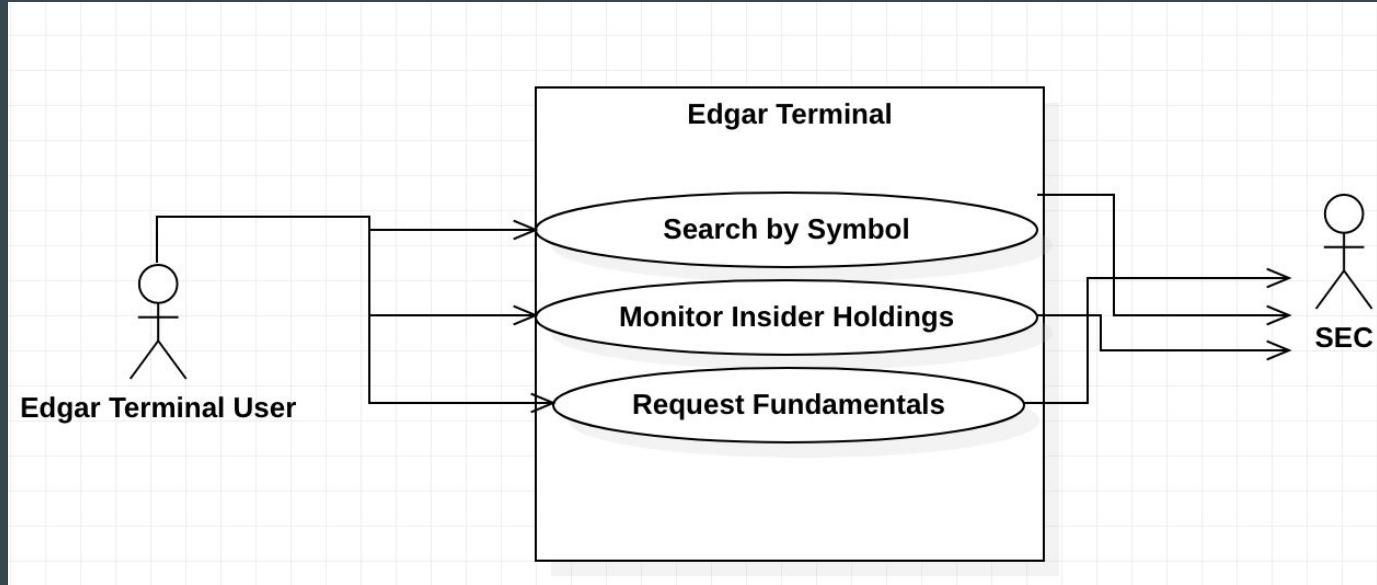 Edgar Terminal
Search by Symbol
Monitor Insider Holdings
SEC
Edgar Terminal User
Request Fundamentals